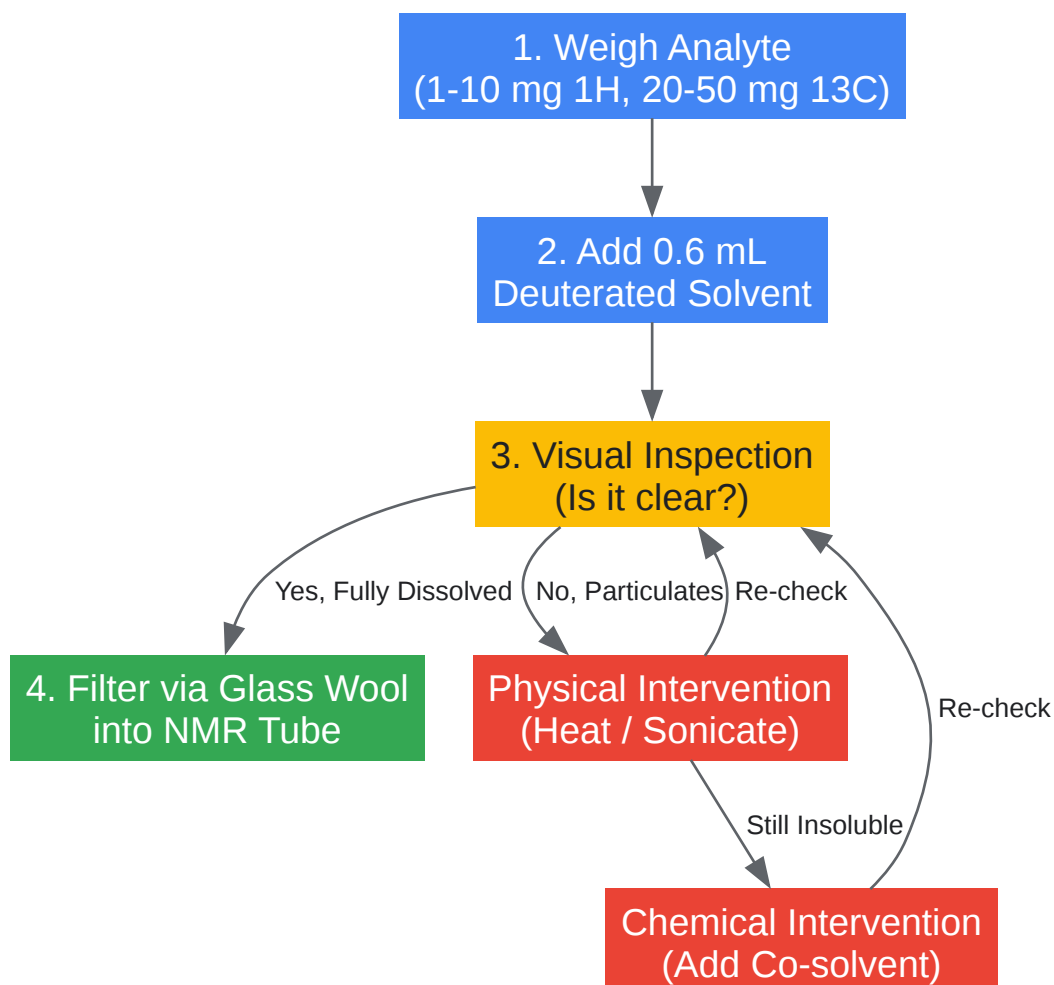 1. Weigh Analyte
(1-10 mg 1H, 20-50 mg 13C)
2. Add 0.6 mL
Deuterated Solvent
3. Visual Inspection
(Is it clear?)
Yes, Fully Dissolved
No, Particulates
Re-check
4. Filter via Glass Wool
into NMR Tube
Physical Intervention
(Heat / Sonicate)
Re-check
Still Insoluble
Chemical Intervention
(Add Co-solvent)